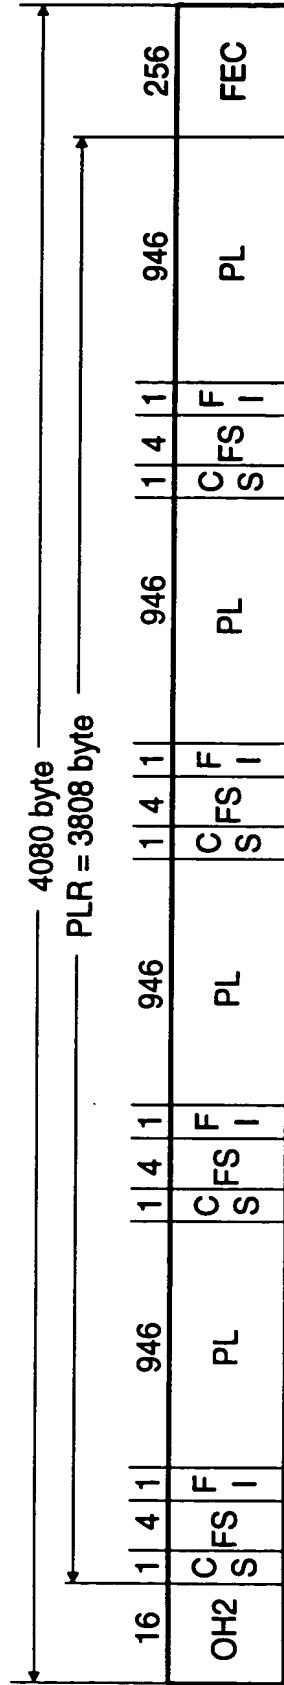 4080 byte
PLR = 3808 byte
16 1 4 1 946 1 4 1 946 1 4 1 946 1 4 1 946 256
OH2 CS FS FI PL CS FS FI PL CS FS FI PL CS FS FI PL FEC